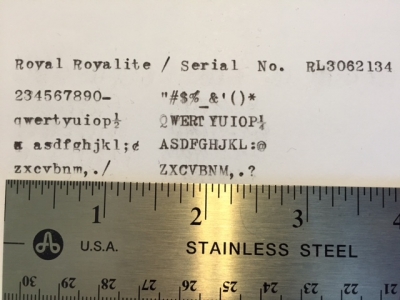 Royal Royalite / Serial No. RL3062134
234567890- "#$%_&'()*
qwertyuiop½ QWERTYUIOP¼
asdfghjkl;¢ ASDFGHJKL:@
zxcvbnm,./ ZXCVBNM,.?
1 2 3 4
U.S.A. STAINLESS STEEL
30 29 28 27 26 25 24 23 22 21